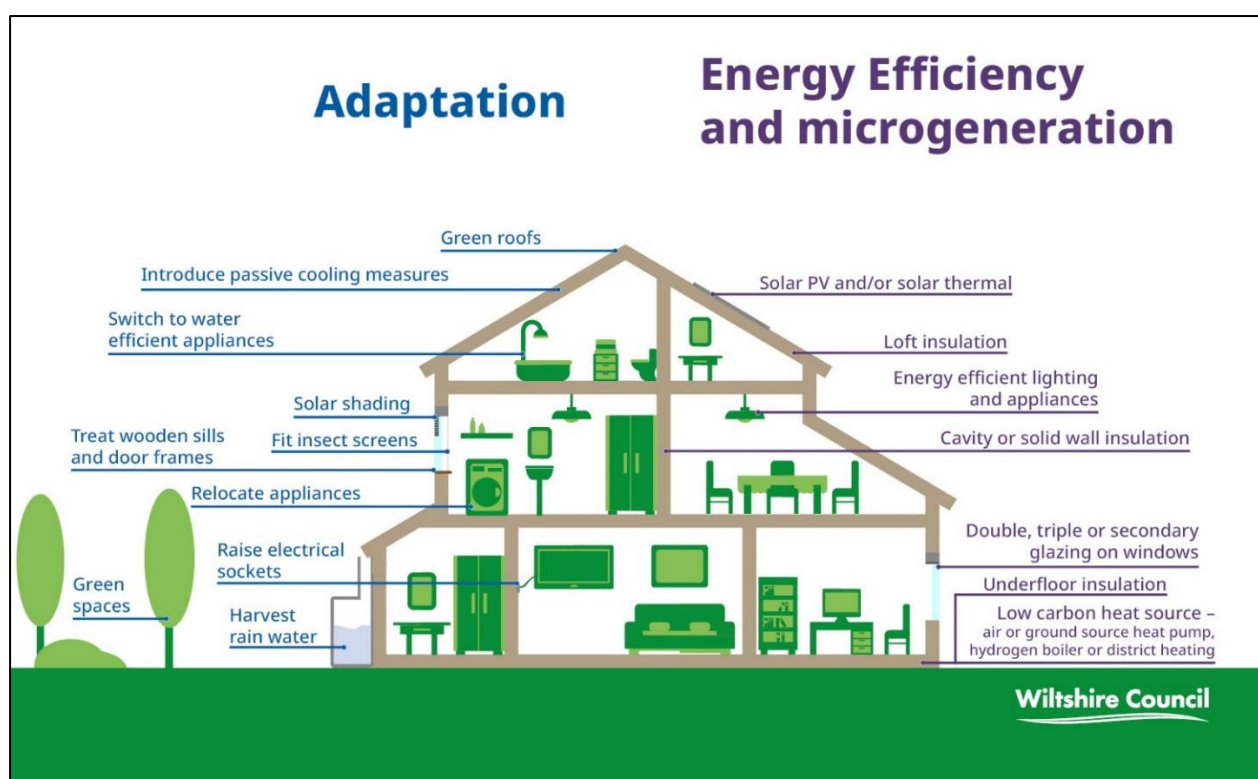 Adaptation
Energy Efficiency
and microgeneration
Green roofs
Introduce passive cooling measures
Switch to water
efficient appliances
Solar shading
Treat wooden sills
and door frames
Fit insect screens
Relocate appliances
Raise electrical
sockets
Green
spaces
Harvest
rain water
Solar PV and/or solar thermal
Loft insulation
Energy efficient lighting
and appliances
Cavity or solid wall insulation
Double, triple or secondary
glazing on windows
Underfloor insulation
Low carbon heat source –
air or ground source heat pump,
hydrogen boiler or district heating
Wiltshire Council